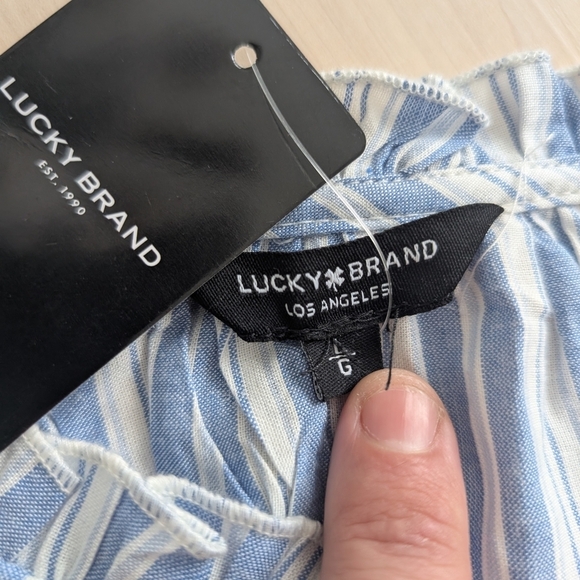 LUCKY BRAND
EST. 1990
LUCKY BRAND
LOS ANGELES
L
G